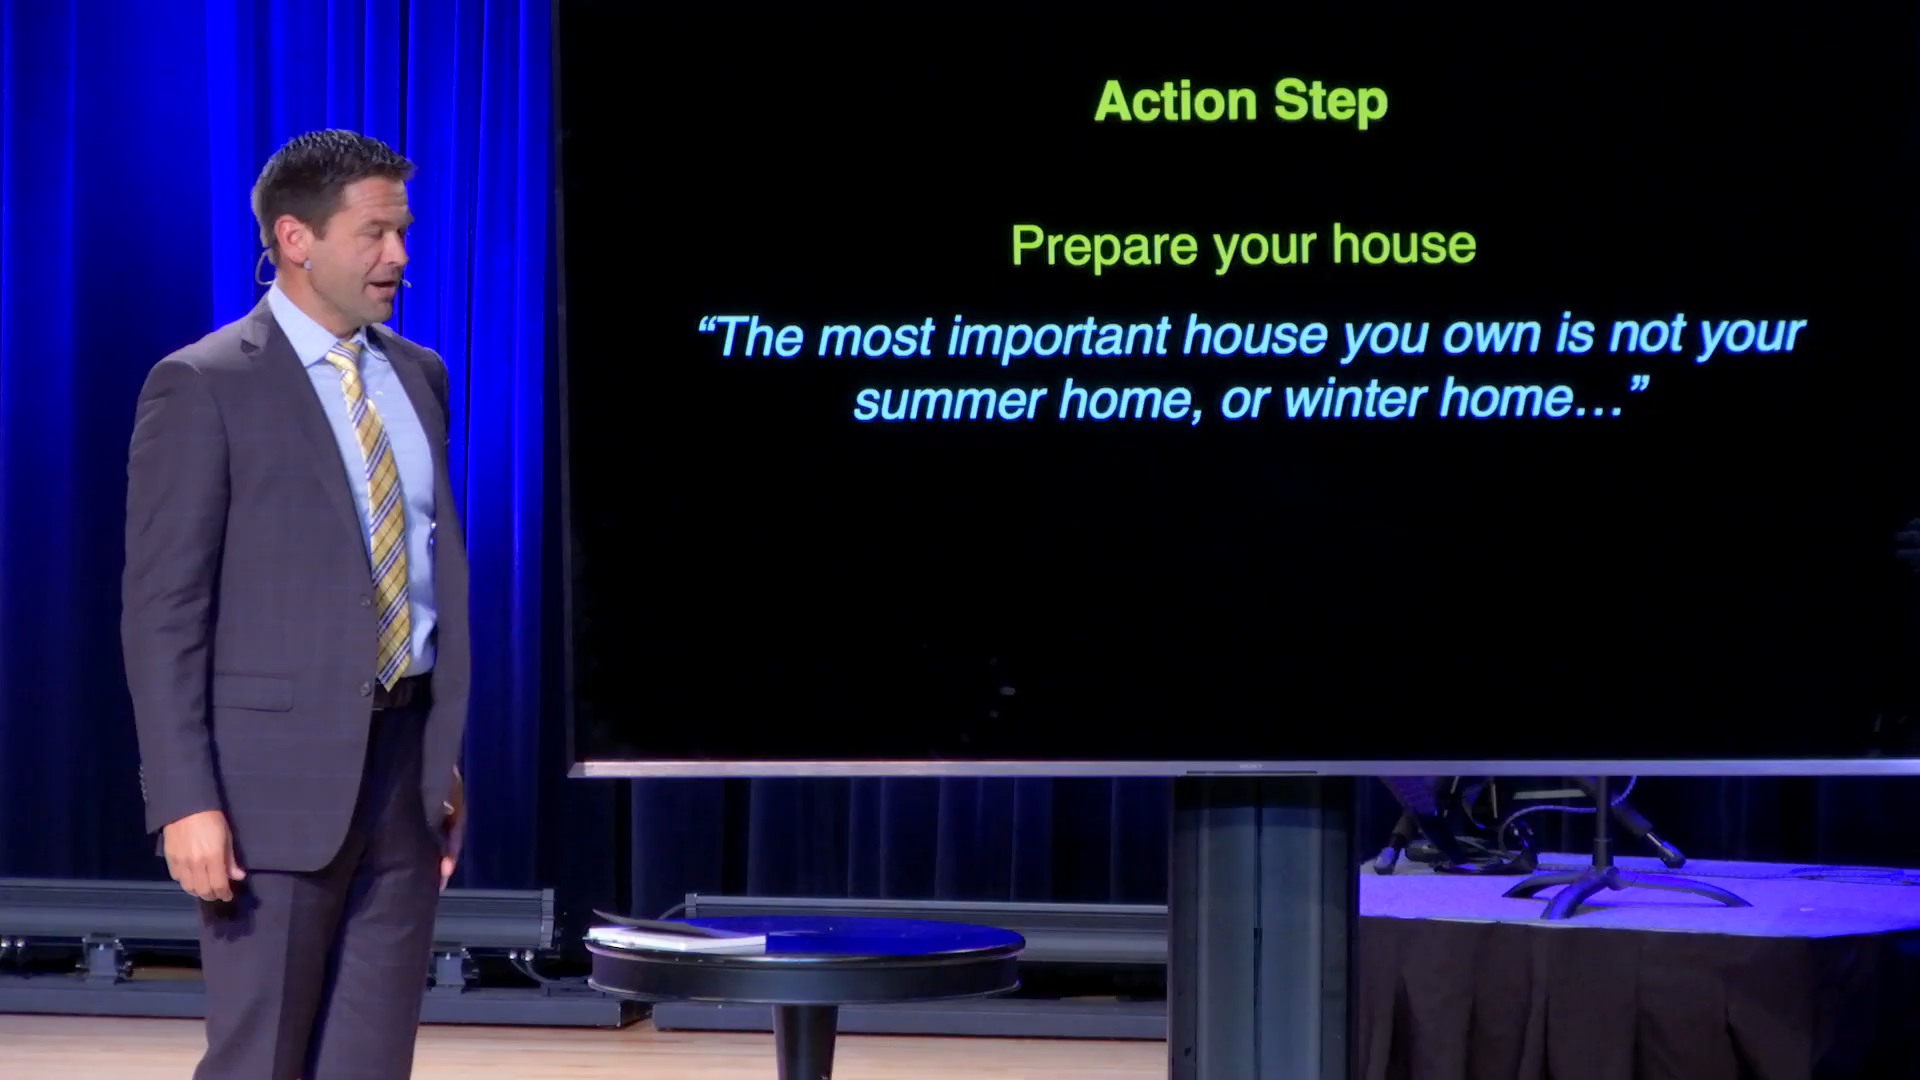 Action Step
Prepare your house
“The most important house you own is not your
summer home, or winter home…”
SONY